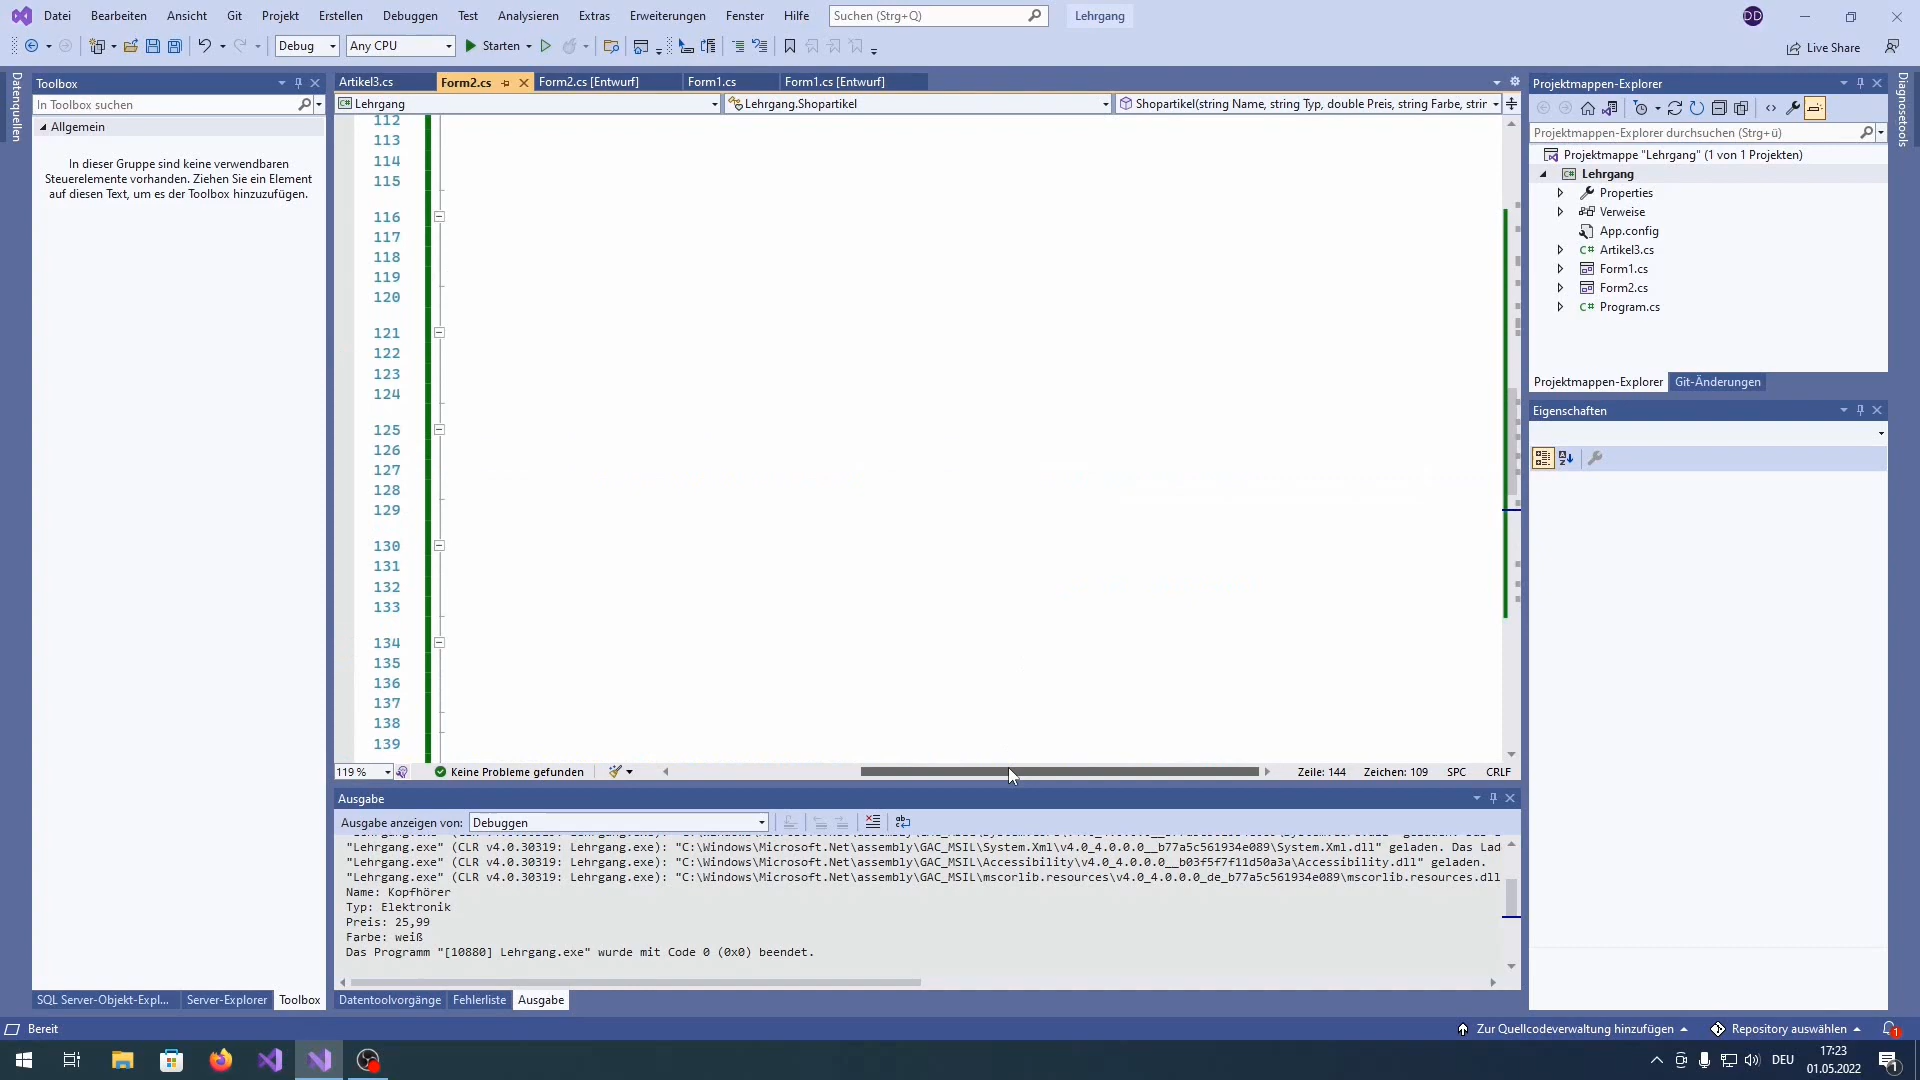 Datei Bearbeiten Ansicht Git Projekt Erstellen Debuggen Test Analysieren Extras Erweiterungen Fenster Hilfe Suchen (Strg+Q) Lehrgang DD
Debug Any CPU Starten Live Share
Datenquellen
Toolbox
In Toolbox suchen
Allgemein
In dieser Gruppe sind keine verwendbaren
Steuerelemente vorhanden. Ziehen Sie ein Element
auf diesen Text, um es der Toolbox hinzuzufügen.
SQL Server-Objekt-Expl... Server-Explorer Toolbox
Artikel3.cs Form2.cs Form2.cs [Entwurf] Form1.cs Form1.cs [Entwurf]
Lehrgang Lehrgang.Shopartikel Shopartikel(string Name, string Typ, double Preis, string Farbe, strin
112
113
114
115
116
117
118
119
120
121
122
123
124
125
126
127
128
129
130
131
132
133
134
135
136
137
138
139
119 % Keine Probleme gefunden Zeile: 144 Zeichen: 109 SPC CRLF
Ausgabe
Ausgabe anzeigen von: Debuggen
"Lehrgang.exe" (CLR v4.0.30319: Lehrgang.exe): "C:\Windows\Microsoft.Net\assembly\GAC_MSIL\System.Xml\v4.0_4.0.0.0__b77a5c561934e089\System.Xml.dll" geladen. Das Lad
"Lehrgang.exe" (CLR v4.0.30319: Lehrgang.exe): "C:\Windows\Microsoft.Net\assembly\GAC_MSIL\Accessibility\v4.0_4.0.0.0__b03f5f7f11d50a3a\Accessibility.dll" geladen.
"Lehrgang.exe" (CLR v4.0.30319: Lehrgang.exe): "C:\Windows\Microsoft.Net\assembly\GAC_MSIL\mscorlib.resources\v4.0_4.0.0.0_de_b77a5c561934e089\mscorlib.resources.dll
Name: Kopfhörer
Typ: Elektronik
Preis: 25,99
Farbe: weiß
Das Programm "[10880] Lehrgang.exe" wurde mit Code 0 (0x0) beendet.
Datentoolvorgänge Fehlerliste Ausgabe
Projektmappen-Explorer
Projektmappen-Explorer durchsuchen (Strg+ü)
Projektmappe "Lehrgang" (1 von 1 Projekten)
Lehrgang
Properties
Verweise
App.config
Artikel3.cs
Form1.cs
Form2.cs
Program.cs
Projektmappen-Explorer Git-Änderungen
Eigenschaften
Diagnosetools
Bereit Zur Quellcodeverwaltung hinzufügen Repository auswählen 1
DEU 17:23
01.05.2022 1